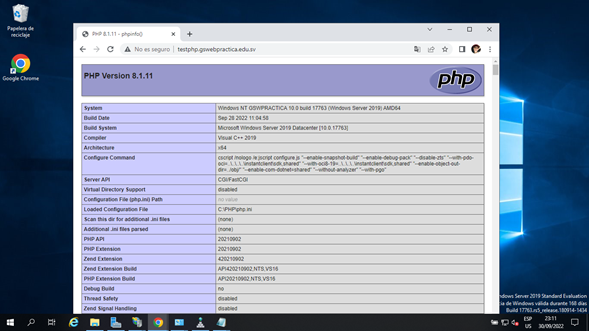 Papelera de
reciclaje
Google Chrome
PHP 8.1.11 - phpinfo()
No es seguro
testphp.gswebpractica.edu.sv
PHP Version 8.1.11
php
System
Windows NT GSWPRACTICA 10.0 build 17763 (Windows Server 2019) AMD64
Build Date
Sep 28 2022 11:04:56
Build System
Microsoft Windows Server 2019 Datacenter [10.0.17763]
Compiler
Visual C++ 2019
Architecture
x64
Configure Command
cscript /nologo /e:jscript configure.js "--enable-snapshot-build" "--enable-debug-pack" "--disable-zts" "--with-pdo-
oci=..\..\..\..\instantclient\sdk,shared" "--with-oci8-19=..\..\..\..\instantclient\sdk,shared" "--enable-object-out-
dir=../obj/" "--enable-com-dotnet=shared" "--without-analyzer" "--with-pgo"
Server API
CGI/FastCGI
Virtual Directory Support
disabled
Configuration File (php.ini) Path
no value
Loaded Configuration File
C:\PHP\php.ini
Scan this dir for additional .ini files
(none)
Additional .ini files parsed
(none)
PHP API
20210902
PHP Extension
20210902
Zend Extension
420210902
Zend Extension Build
API420210902,NTS,VS16
PHP Extension Build
API20210902,NTS,VS16
Debug Build
no
Thread Safety
disabled
Zend Signal Handling
disabled
ndows Server 2019 Standard Evaluation
cia de Windows válida durante 168 días
Build 17763.rs5_release.180914-1434
ESP
US
23:11
30/09/2022